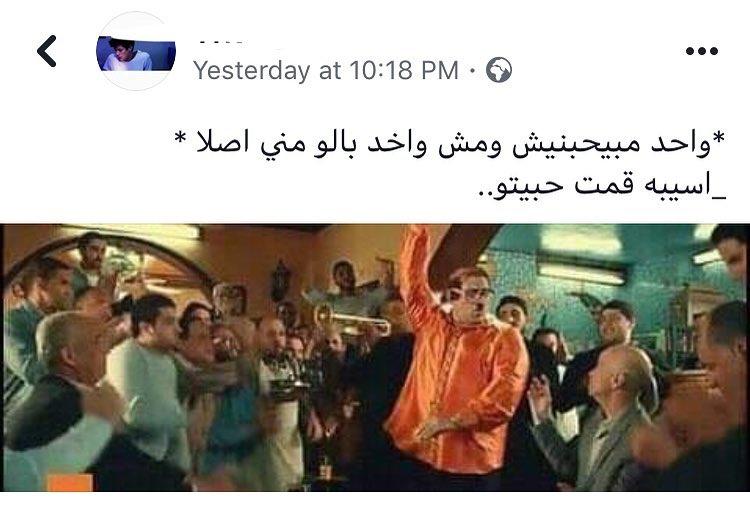 Yesterday at 10:18 PM ·
*واحد مبيحبنيش ومش واخد بالو مني اصلا *
_اسيبه قمت حبيتو..